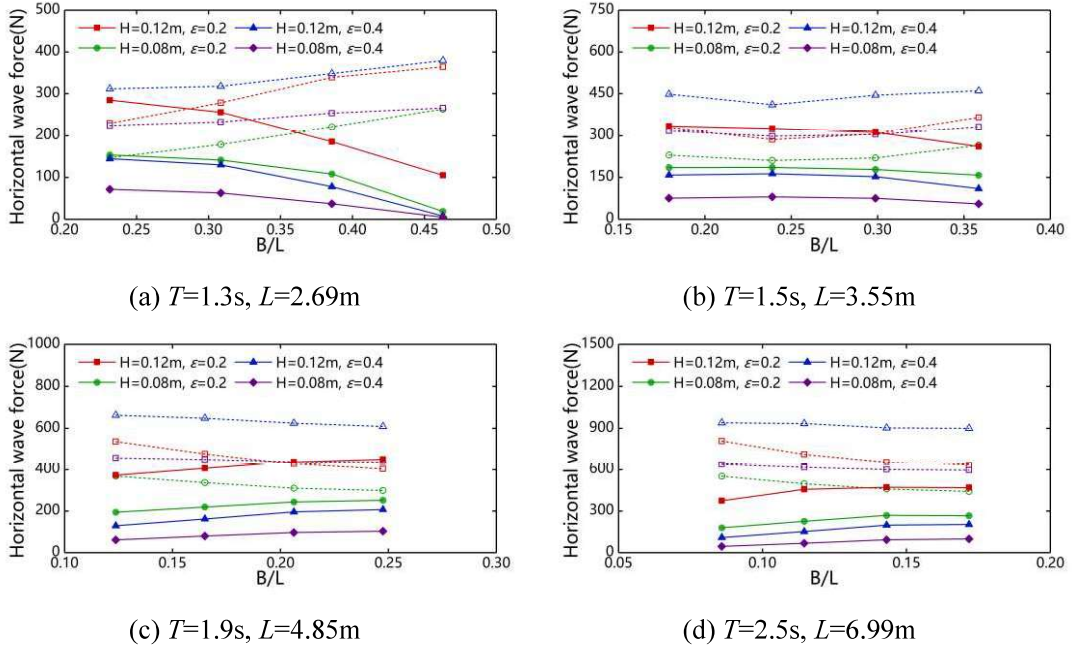 Horizontal wave force(N)
500
400
300
200
100
0
H=0.12m, ε=0.2
H=0.12m, ε=0.4
H=0.08m, ε=0.2
H=0.08m, ε=0.4
0.20
0.25
0.30
0.35
0.40
0.45
0.50
B/L
(a) T=1.3s, L=2.69m
Horizontal wave force(N)
750
600
450
300
150
0
H=0.12m, ε=0.2
H=0.12m, ε=0.4
H=0.08m, ε=0.2
H=0.08m, ε=0.4
0.15
0.20
0.25
0.30
0.35
0.40
B/L
(b) T=1.5s, L=3.55m
Horizontal wave force(N)
1000
800
600
400
200
0
H=0.12m, ε=0.2
H=0.12m, ε=0.4
H=0.08m, ε=0.2
H=0.08m, ε=0.4
0.10
0.15
0.20
0.25
0.30
B/L
(c) T=1.9s, L=4.85m
Horizontal wave force(N)
1500
1200
900
600
300
0
H=0.12m, ε=0.2
H=0.12m, ε=0.4
H=0.08m, ε=0.2
H=0.08m, ε=0.4
0.05
0.10
0.15
0.20
B/L
(d) T=2.5s, L=6.99m